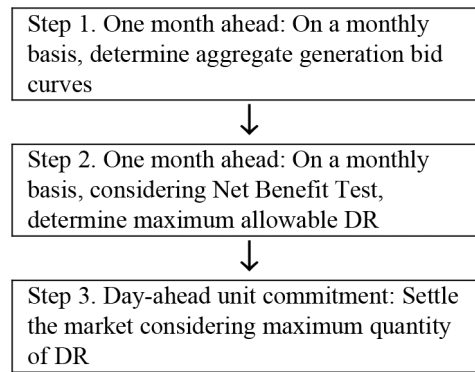 Step 1. One month ahead: On a monthly
basis, determine aggregate generation bid
curves
Step 2. One month ahead: On a monthly
basis, considering Net Benefit Test,
determine maximum allowable DR
Step 3. Day-ahead unit commitment: Settle
the market considering maximum quantity
of DR